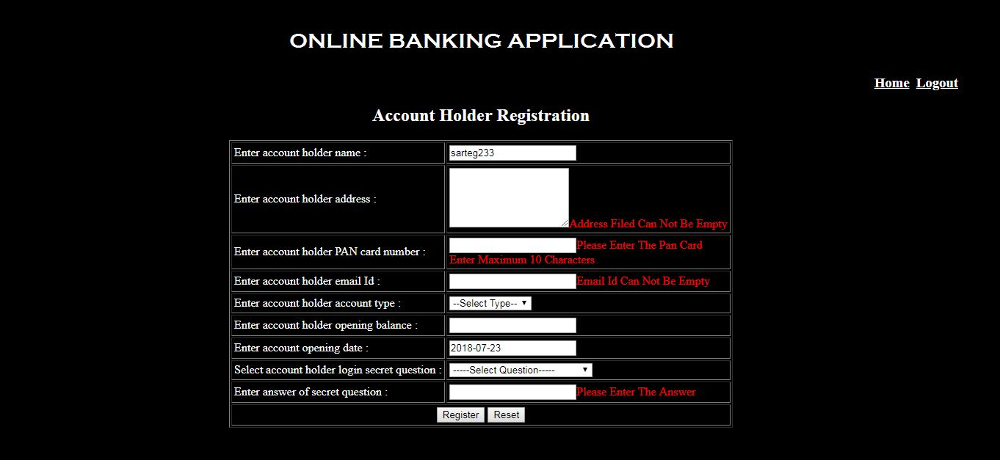 ONLINE BANKING APPLICATION
Home Logout
Account Holder Registration
Enter account holder name : sarteg233
Enter account holder address : Address Filed Can Not Be Empty
Enter account holder PAN card number : Please Enter The Pan Card
Enter Maximum 10 Characters
Enter account holder email Id : Email Id Can Not Be Empty
Enter account holder account type : --Select Type--
Enter account holder opening balance :
Enter account opening date : 2018-07-23
Select account holder login secret question : -----Select Question-----
Enter answer of secret question : Please Enter The Answer
Register Reset